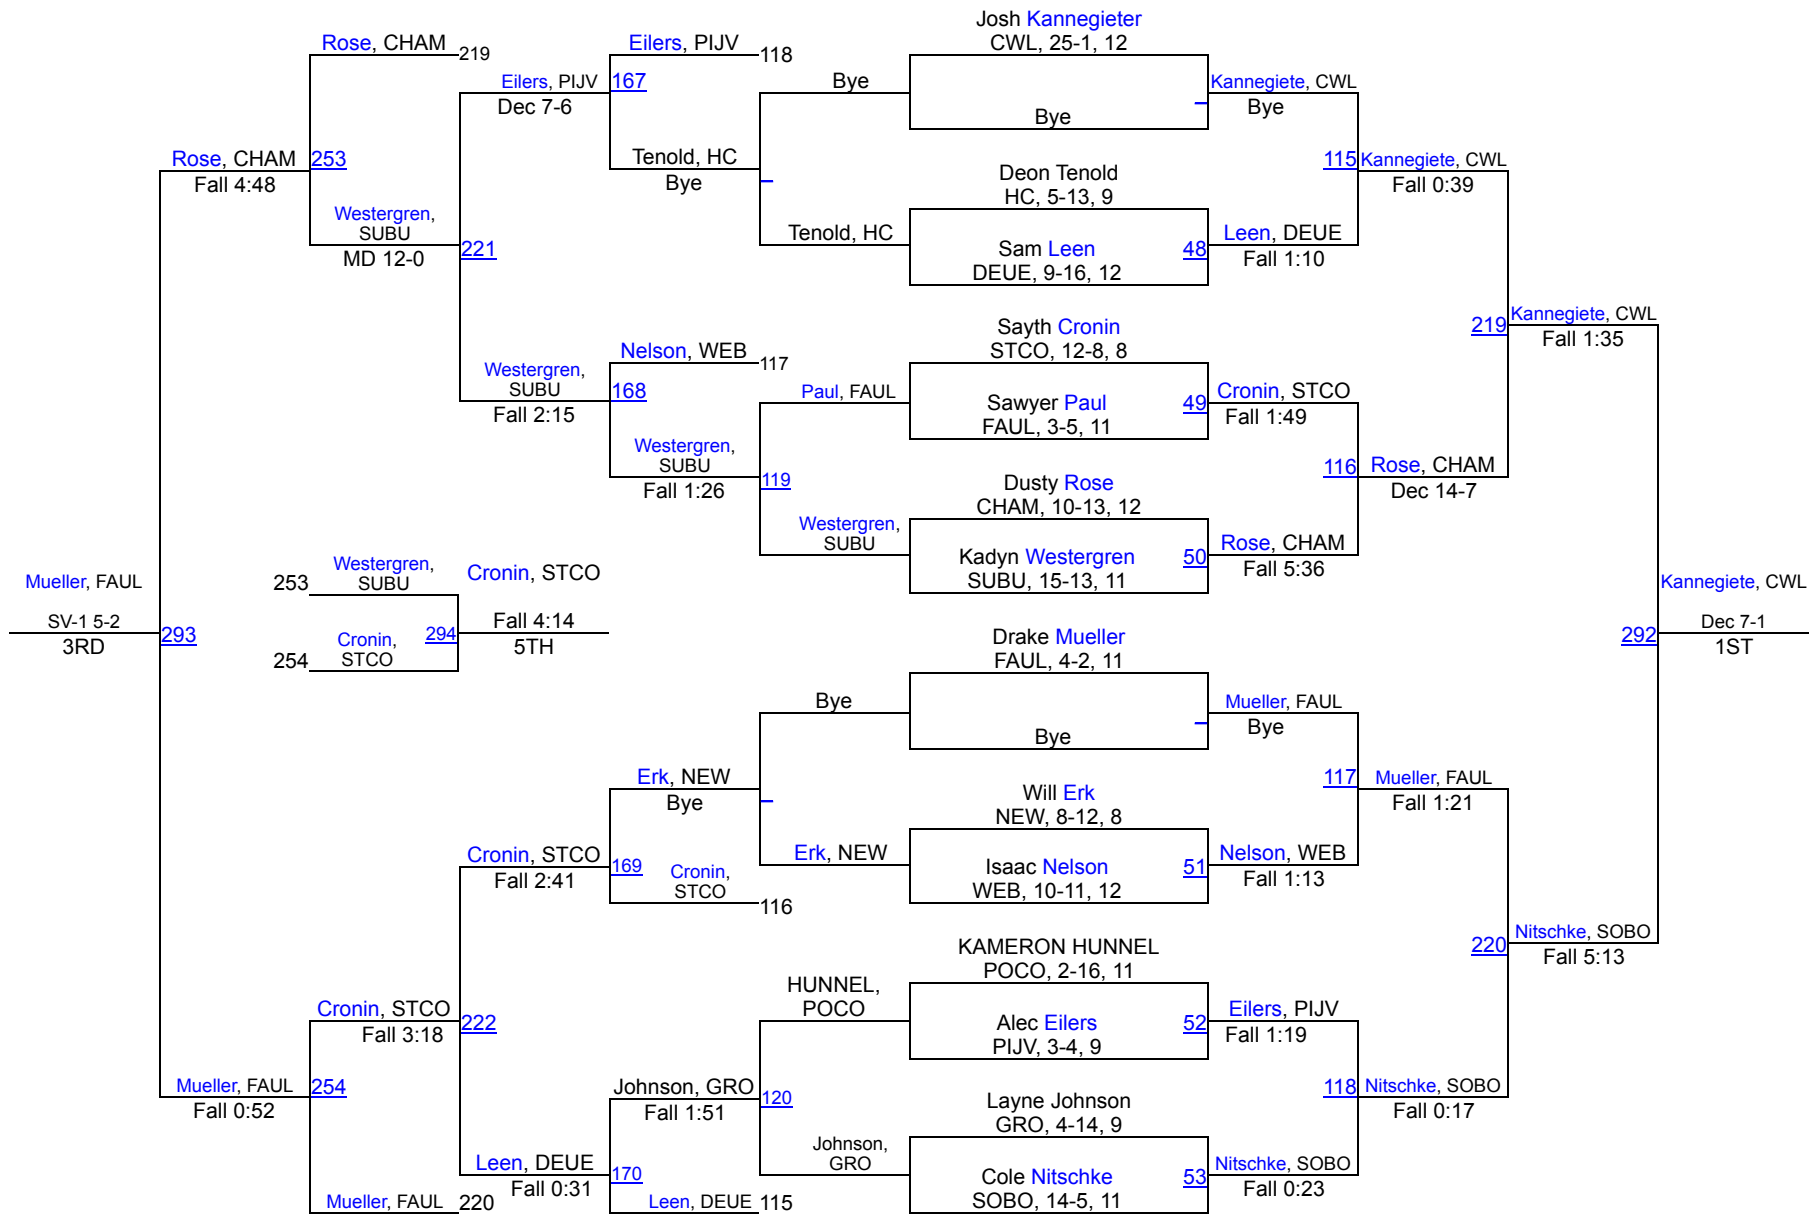 Josh Kannegieter
CWL, 25-1, 12
Rose, CHAM
219
Eilers, PIJV
118
Eilers, PIJV
167
Dec 7-6
Bye
Kannegiete, CWL
Bye
Bye
Rose, CHAM
253
Fall 4:48
Tenold, HC
Bye
Deon Tenold
HC, 5-13, 9
115
Kannegiete, CWL
Fall 0:39
Westergren,
SUBU
MD 12-0
221
Tenold, HC
Sam Leen
DEUE, 9-16, 12
48
Leen, DEUE
Fall 1:10
Sayth Cronin
STCO, 12-8, 8
219
Kannegiete, CWL
Fall 1:35
Nelson, WEB
117
Westergren,
SUBU
168
Fall 2:15
Paul, FAUL
Sawyer Paul
FAUL, 3-5, 11
49
Cronin, STCO
Fall 1:49
Westergren,
SUBU
Fall 1:26
119
Dusty Rose
CHAM, 10-13, 12
116
Rose, CHAM
Dec 14-7
Westergren,
SUBU
Kadyn Westergren
SUBU, 15-13, 11
50
Rose, CHAM
Fall 5:36
Mueller, FAUL
SV-1 5-2
3RD
293
253
Westergren,
SUBU
Cronin, STCO
Fall 4:14
5TH
254
Cronin,
STCO
294
Drake Mueller
FAUL, 4-2, 11
292
Kannegiete, CWL
Dec 7-1
1ST
Bye
Bye
Mueller, FAUL
Bye
Erk, NEW
Bye
Will Erk
NEW, 8-12, 8
117
Mueller, FAUL
Fall 1:21
Cronin, STCO
169
Fall 2:41
Cronin,
STCO
116
Erk, NEW
Isaac Nelson
WEB, 10-11, 12
51
Nelson, WEB
Fall 1:13
220
Nitschke, SOBO
Fall 5:13
KAMERON HUNNEL
POCO, 2-16, 11
HUNNEL,
POCO
Cronin, STCO
222
Fall 3:18
Alec Eilers
PIJV, 3-4, 9
52
Eilers, PIJV
Fall 1:19
Mueller, FAUL
254
Fall 0:52
Johnson, GRO
Fall 1:51
120
Layne Johnson
GRO, 4-14, 9
118
Nitschke, SOBO
Fall 0:17
Johnson,
GRO
Leen, DEUE
170
Fall 0:31
Cole Nitschke
SOBO, 14-5, 11
53
Nitschke, SOBO
Fall 0:23
Mueller, FAUL
220
Leen, DEUE
115